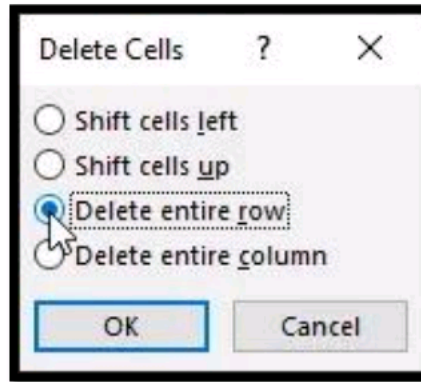 Delete Cells ?
Shift cells left
Shift cells up
Delete entire row
Delete entire column
OK Cancel